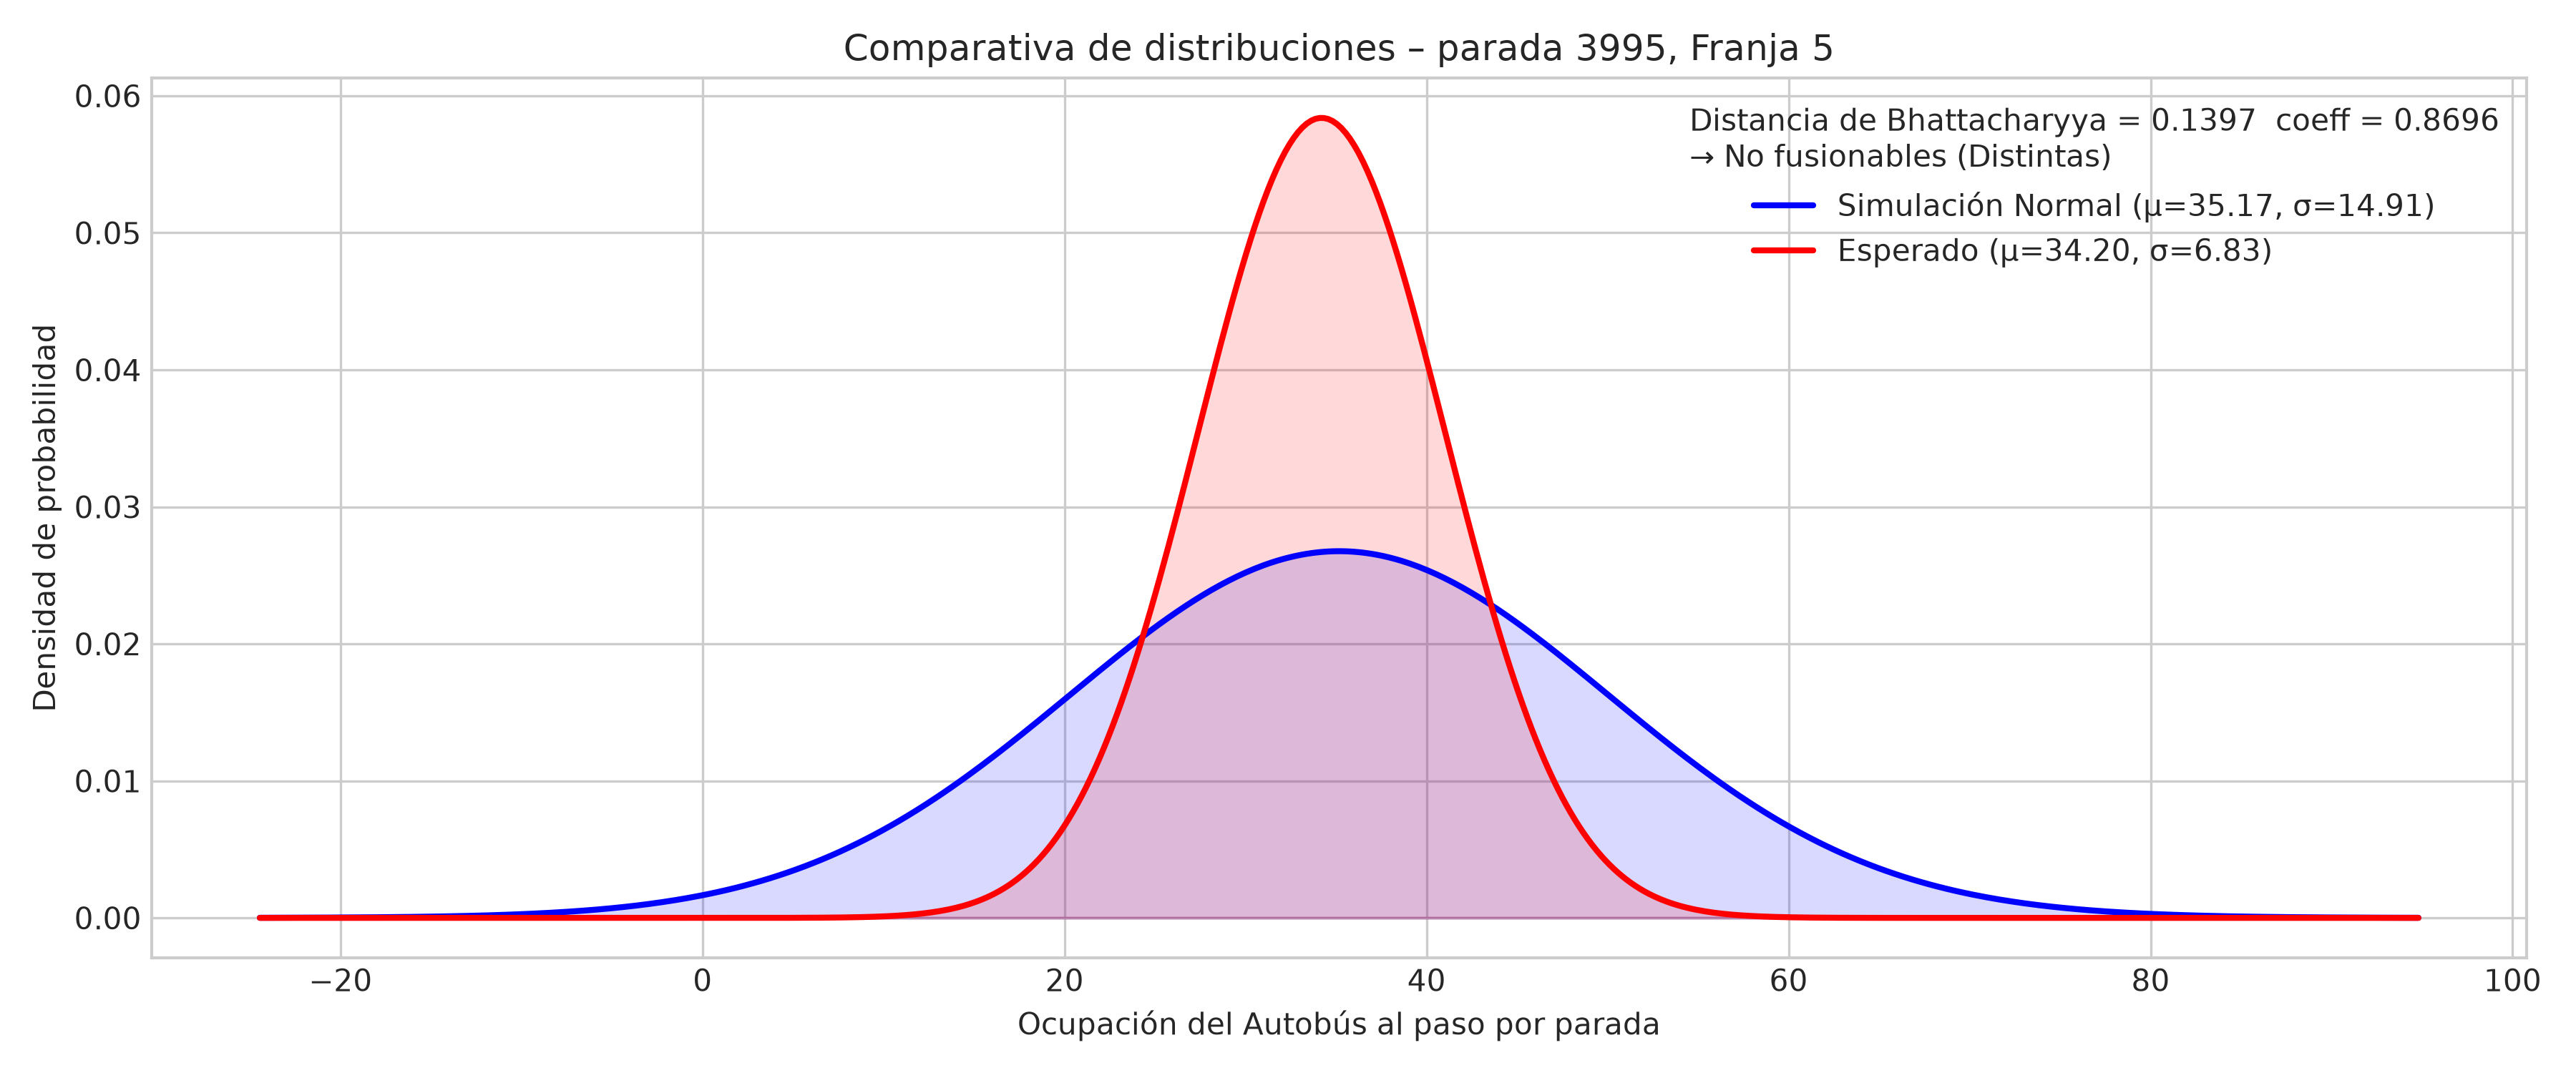 Comparativa de distribuciones – parada 3995, Franja 5
Distancia de Bhattacharyya = 0.1397  coeff = 0.8696
→ No fusionables (Distintas)
Simulación Normal (μ=35.17, σ=14.91)
Esperado (μ=34.20, σ=6.83)
Densidad de probabilidad
0.06
0.05
0.04
0.03
0.02
0.01
0.00
−20 0 20 40 60 80 100
Ocupación del Autobús al paso por parada